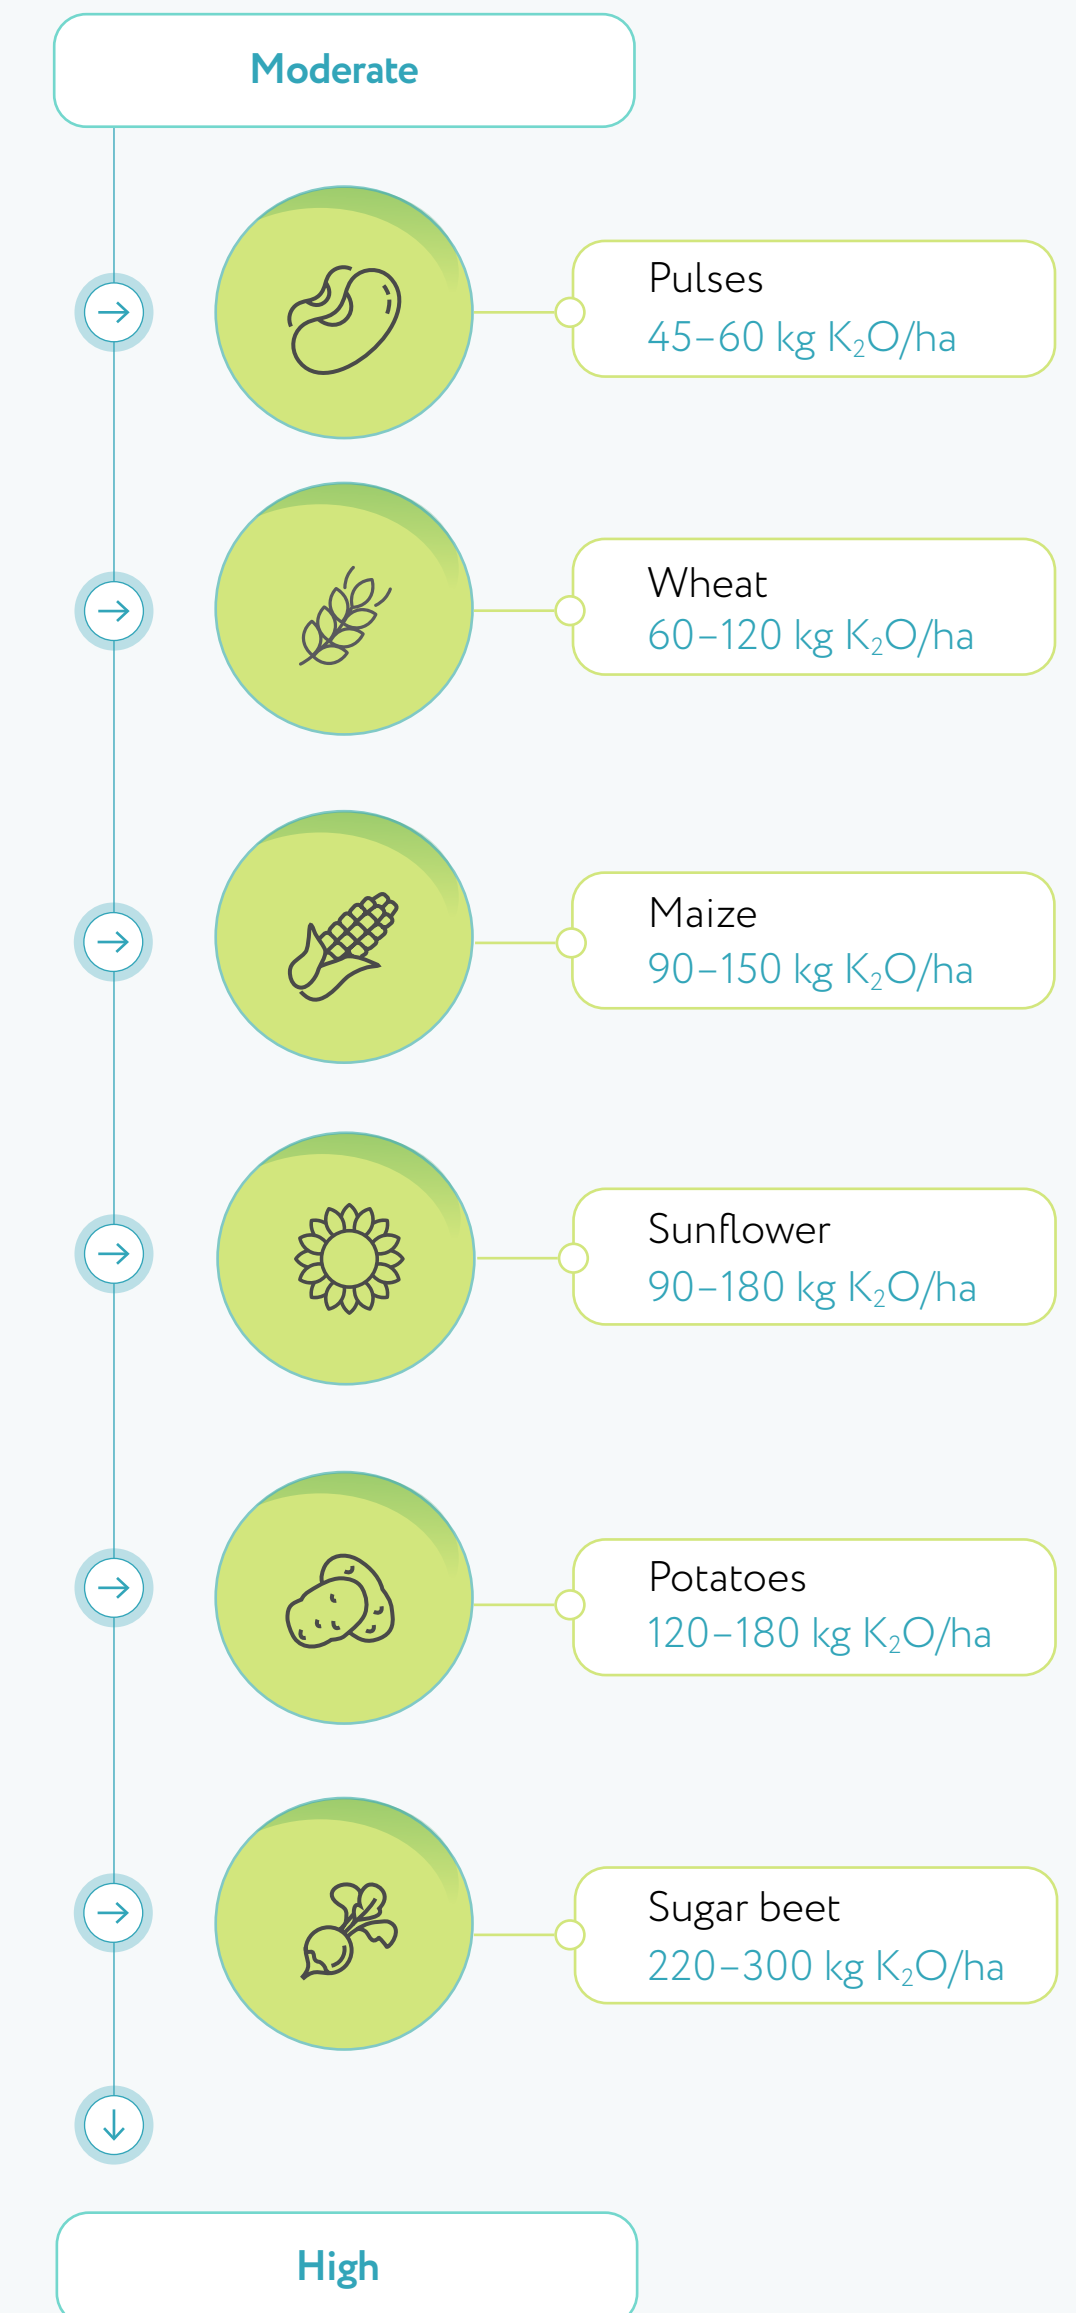 Moderate
Pulses
45–60 kg K₂O/ha
Wheat
60–120 kg K₂O/ha
Maize
90–150 kg K₂O/ha
Sunflower
90–180 kg K₂O/ha
Potatoes
120–180 kg K₂O/ha
Sugar beet
220–300 kg K₂O/ha
High